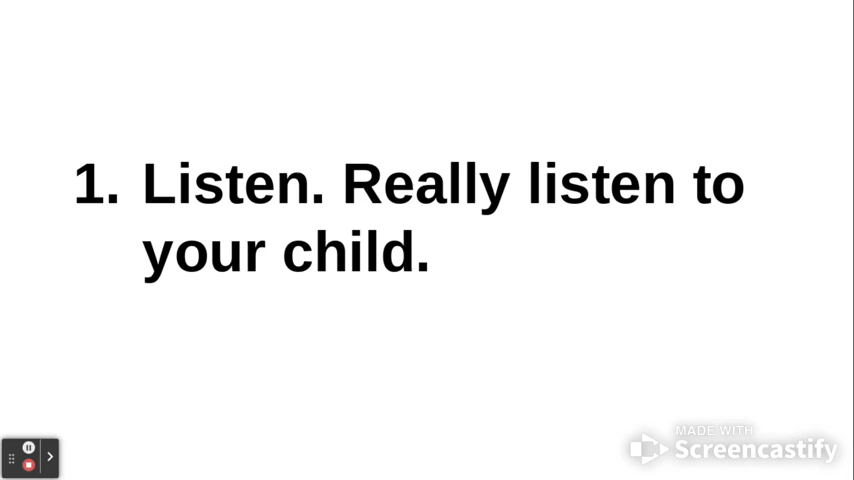 1. Listen. Really listen to
your child.
MADE WITH
Screencastify